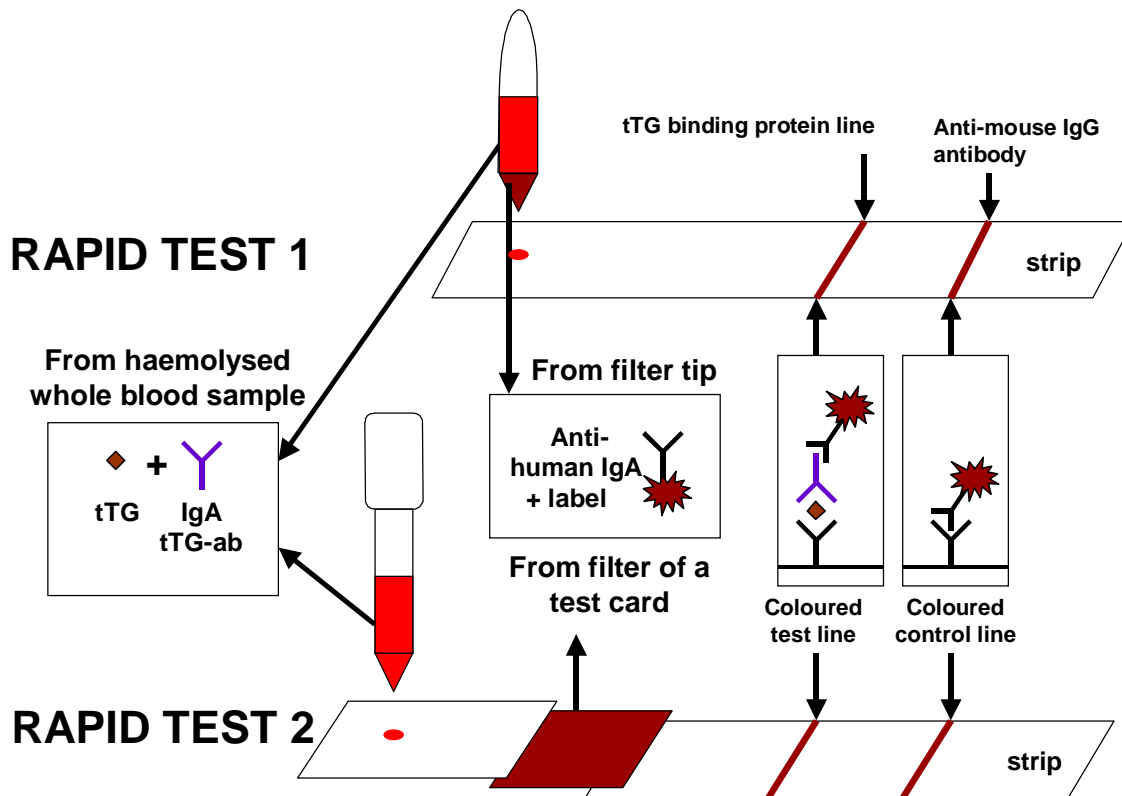 tTG binding protein line
Anti-mouse IgG
antibody
RAPID TEST 1
strip
From haemolysed
whole blood sample
+
tTG
IgA
tTG-ab
From filter tip
Anti-
human IgA
+ label
From filter of a
test card
Coloured
test line
Coloured
control line
RAPID TEST 2
strip